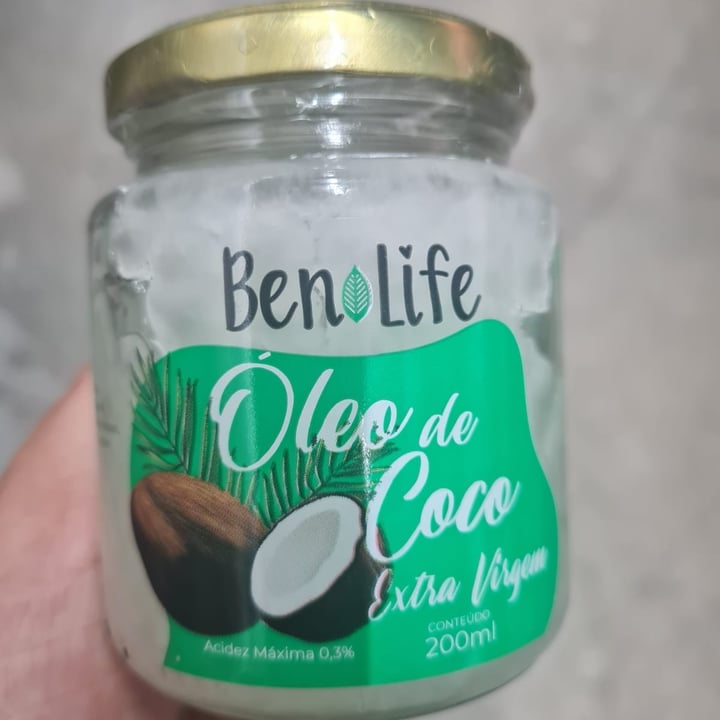 Ben Life
Óleo de
Coco
Extra Virgem
CONTEÚDO
200ml
Acidez Máxima 0,3%